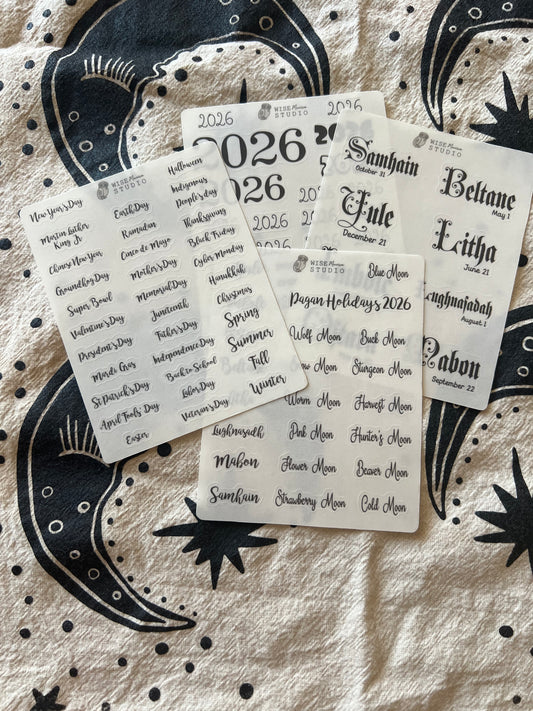 WISE Maven STUDIO
Halloween
Indigenous People's day
Thanksgiving
Black Friday
Cyber Monday
Hanukkah
Christmas
Spring
Summer
Fall
Winter
Earth Day
Ramadan
Cinco de Mayo
Mother's Day
Memorial Day
Juneteenth
Father's Day
Independence Day
Back to School
Labor Day
Veteran's Day
New Year's Day
Martin Luther King Jr
Chinese New Year
Groundhog Day
Super Bowel
Valentine's Day
President's Day
Mardi Gras
St Patrick's Day
April Fools Day
Easter
STUDIO
2026
2026
2026
2026
2026
2026
2026
WISE
STUDIO
Blue Moon
Pagan Holidays 2026
Wolf Moon
Buck Moon
Sturgeon Moon
Worm Moon
Harvest Moon
Lughnasadh
Pink Moon
Hunter's Moon
Mabon
Flower Moon
Beaver Moon
Samhain
Strawberry Moon
Cold Moon
WISE
STUDIO
Samhain
October 31
Yule
December 21
Beltane
May 1
Litha
June 21
August 1
September 22